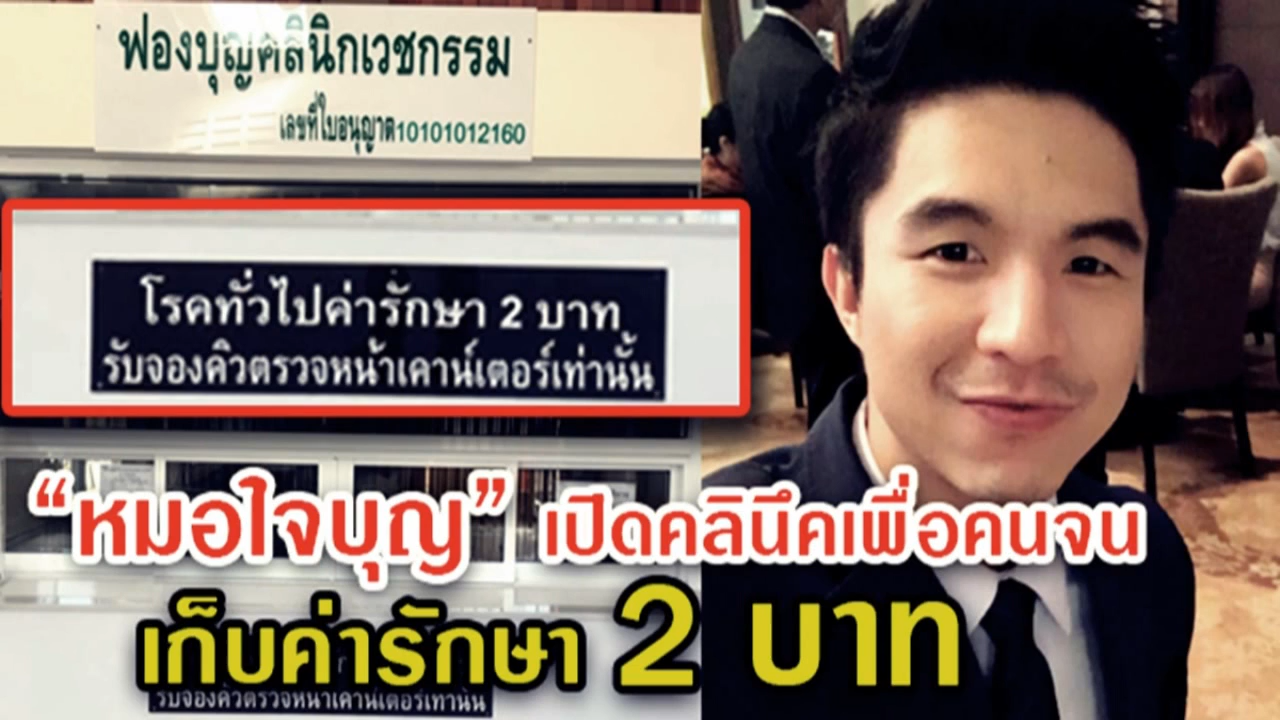 ฟองบุญคลินิกเวชกรรม
เลขที่ใบอนุญาต10101012160
โรคทั่วไปค่ารักษา 2 บาท
รับจองคิวตรวจหน้าเคาน์เตอร์เท่านั้น
“หมอใจบุญ” เปิดคลินึคเพื่อคนจน
เก็บค่ารักษา 2 บาท
รับจองคิวตรวจหน้าเคาน์เตอร์เท่านั้น